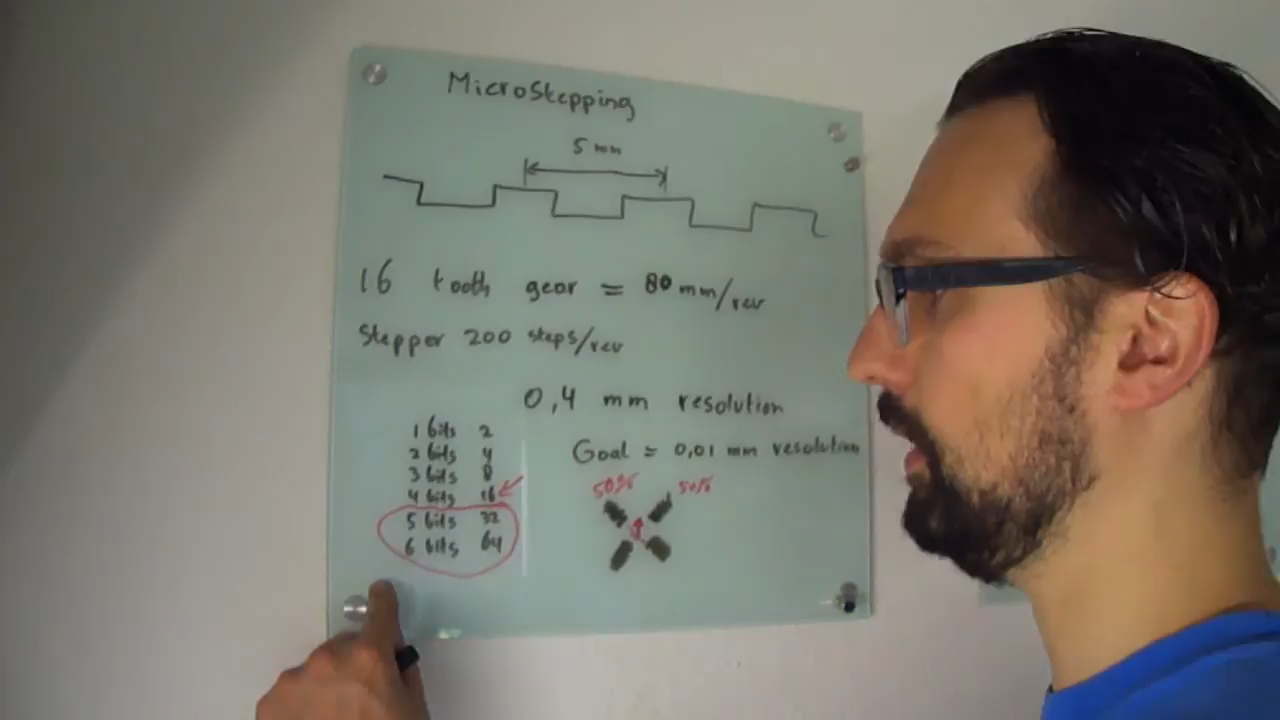 MicroStepping
5 mm
16 tooth gear = 80 mm/rev
Stepper 200 steps/rev
0,4 mm resolution
Goal = 0,01 mm resolution
1 bits 2
2 bits 4
3 bits 8
4 bits 16
5 bits 32
6 bits 64
50% 50%